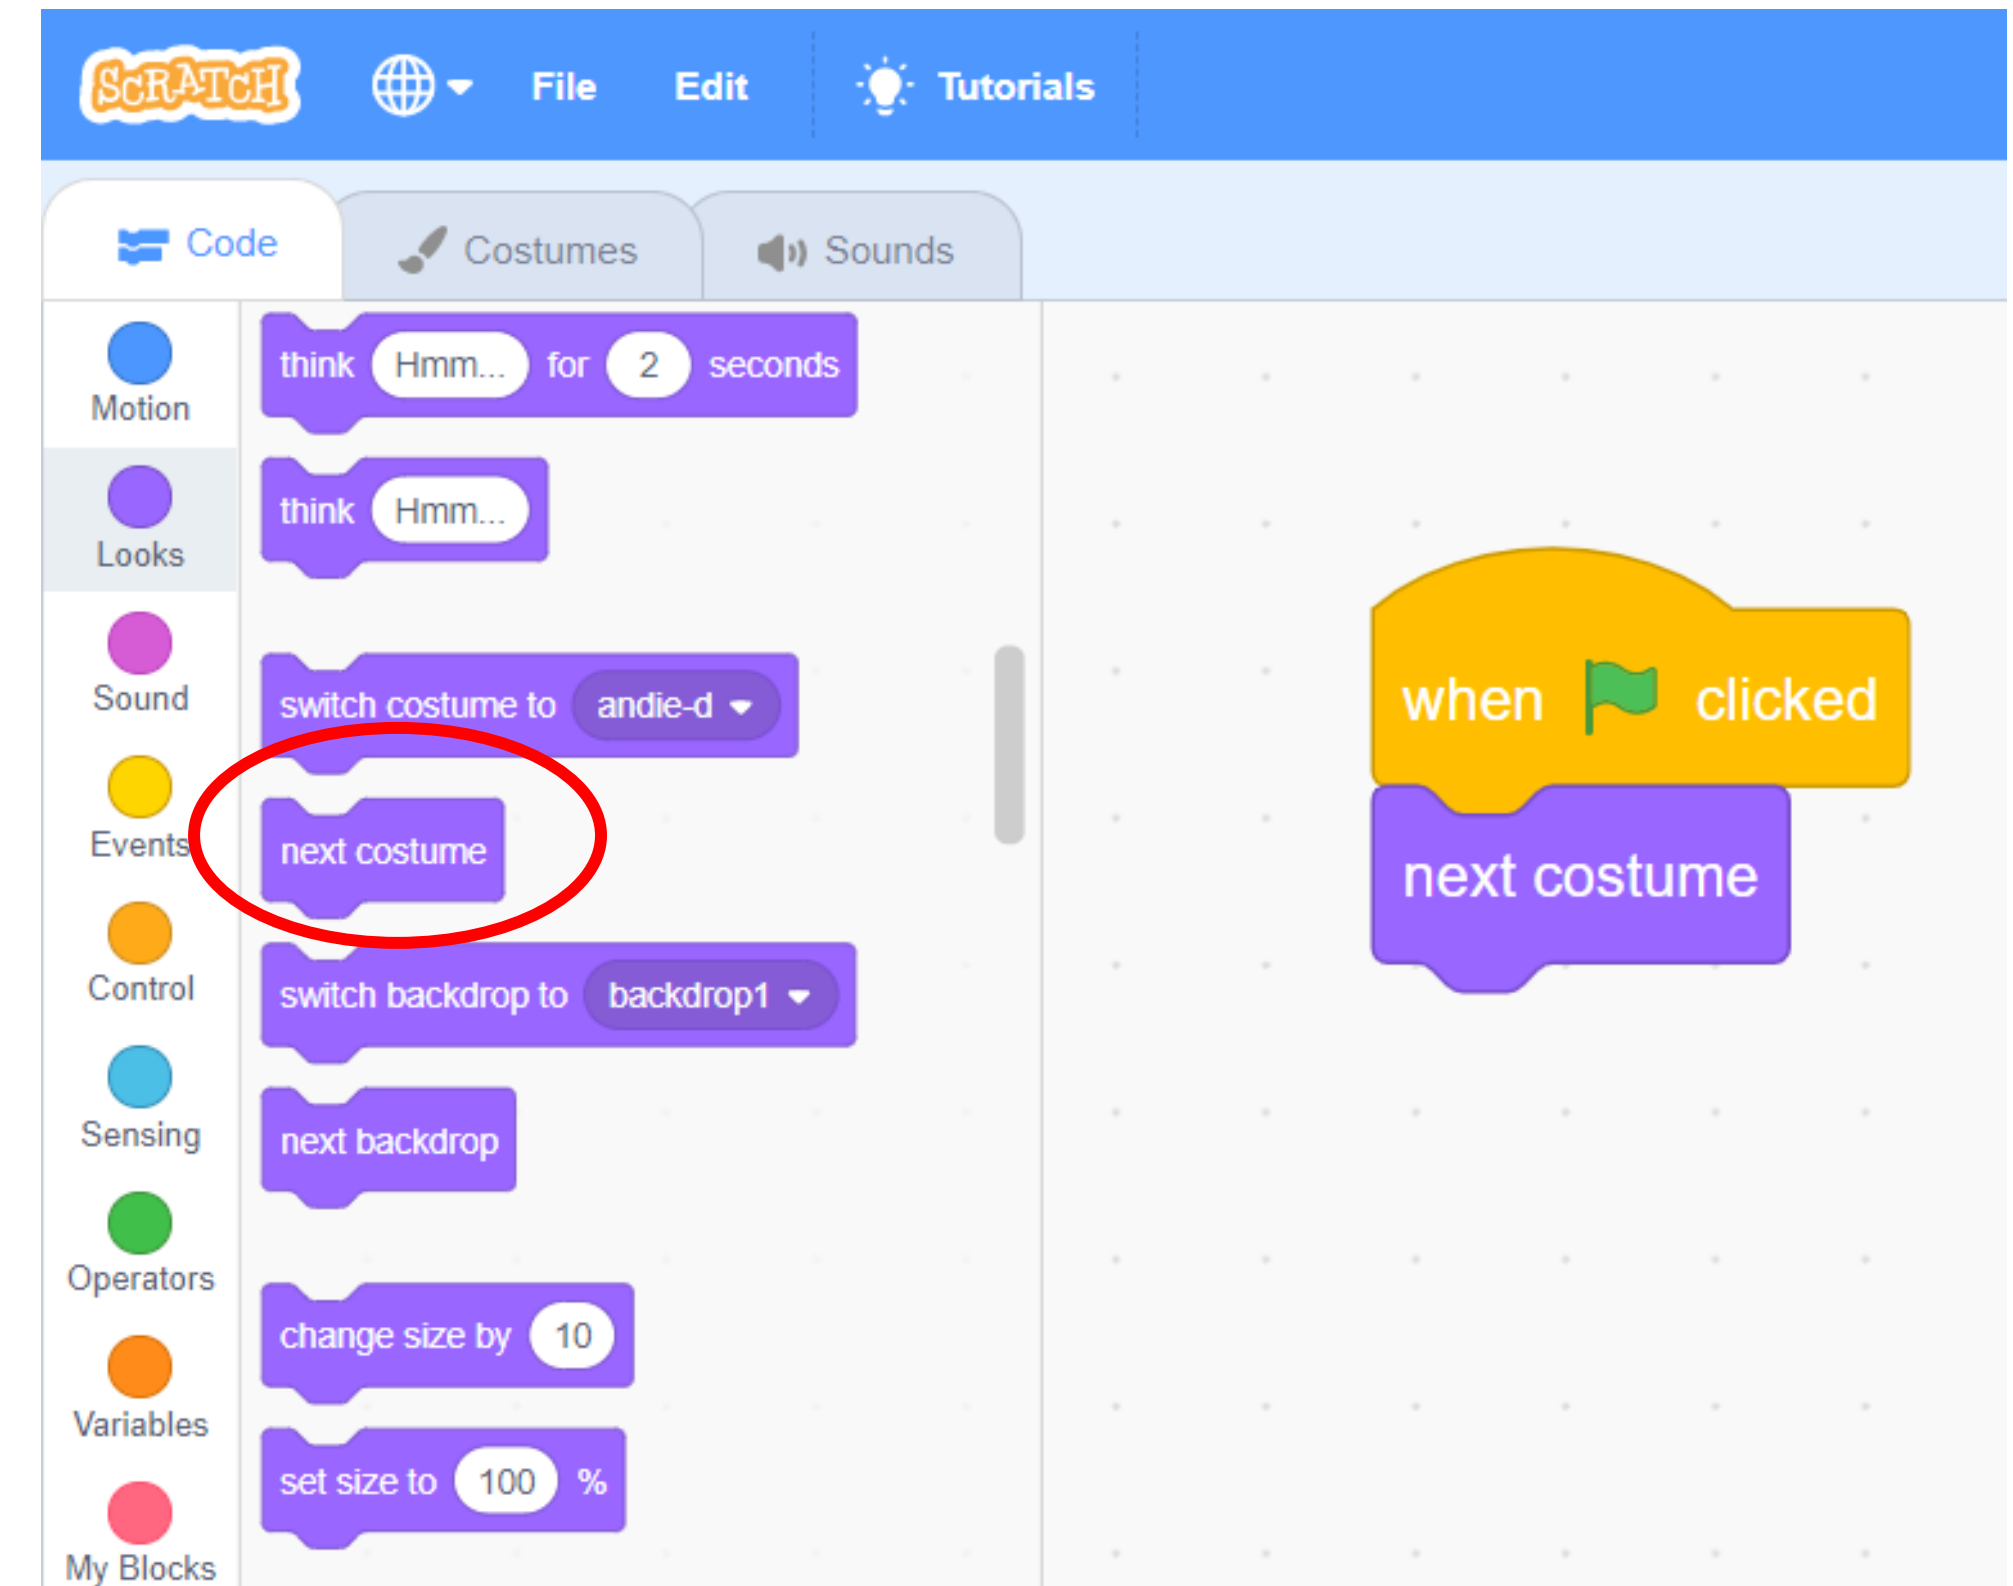 SCRATCH File Edit Tutorials
Code Costumes Sounds
Motion
Looks
Sound
Events
Control
Sensing
Operators
Variables
My Blocks
think Hmm... for 2 seconds
think Hmm...
switch costume to andie-d
next costume
switch backdrop to backdrop1
next backdrop
change size by 10
set size to 100 %
when clicked
next costume